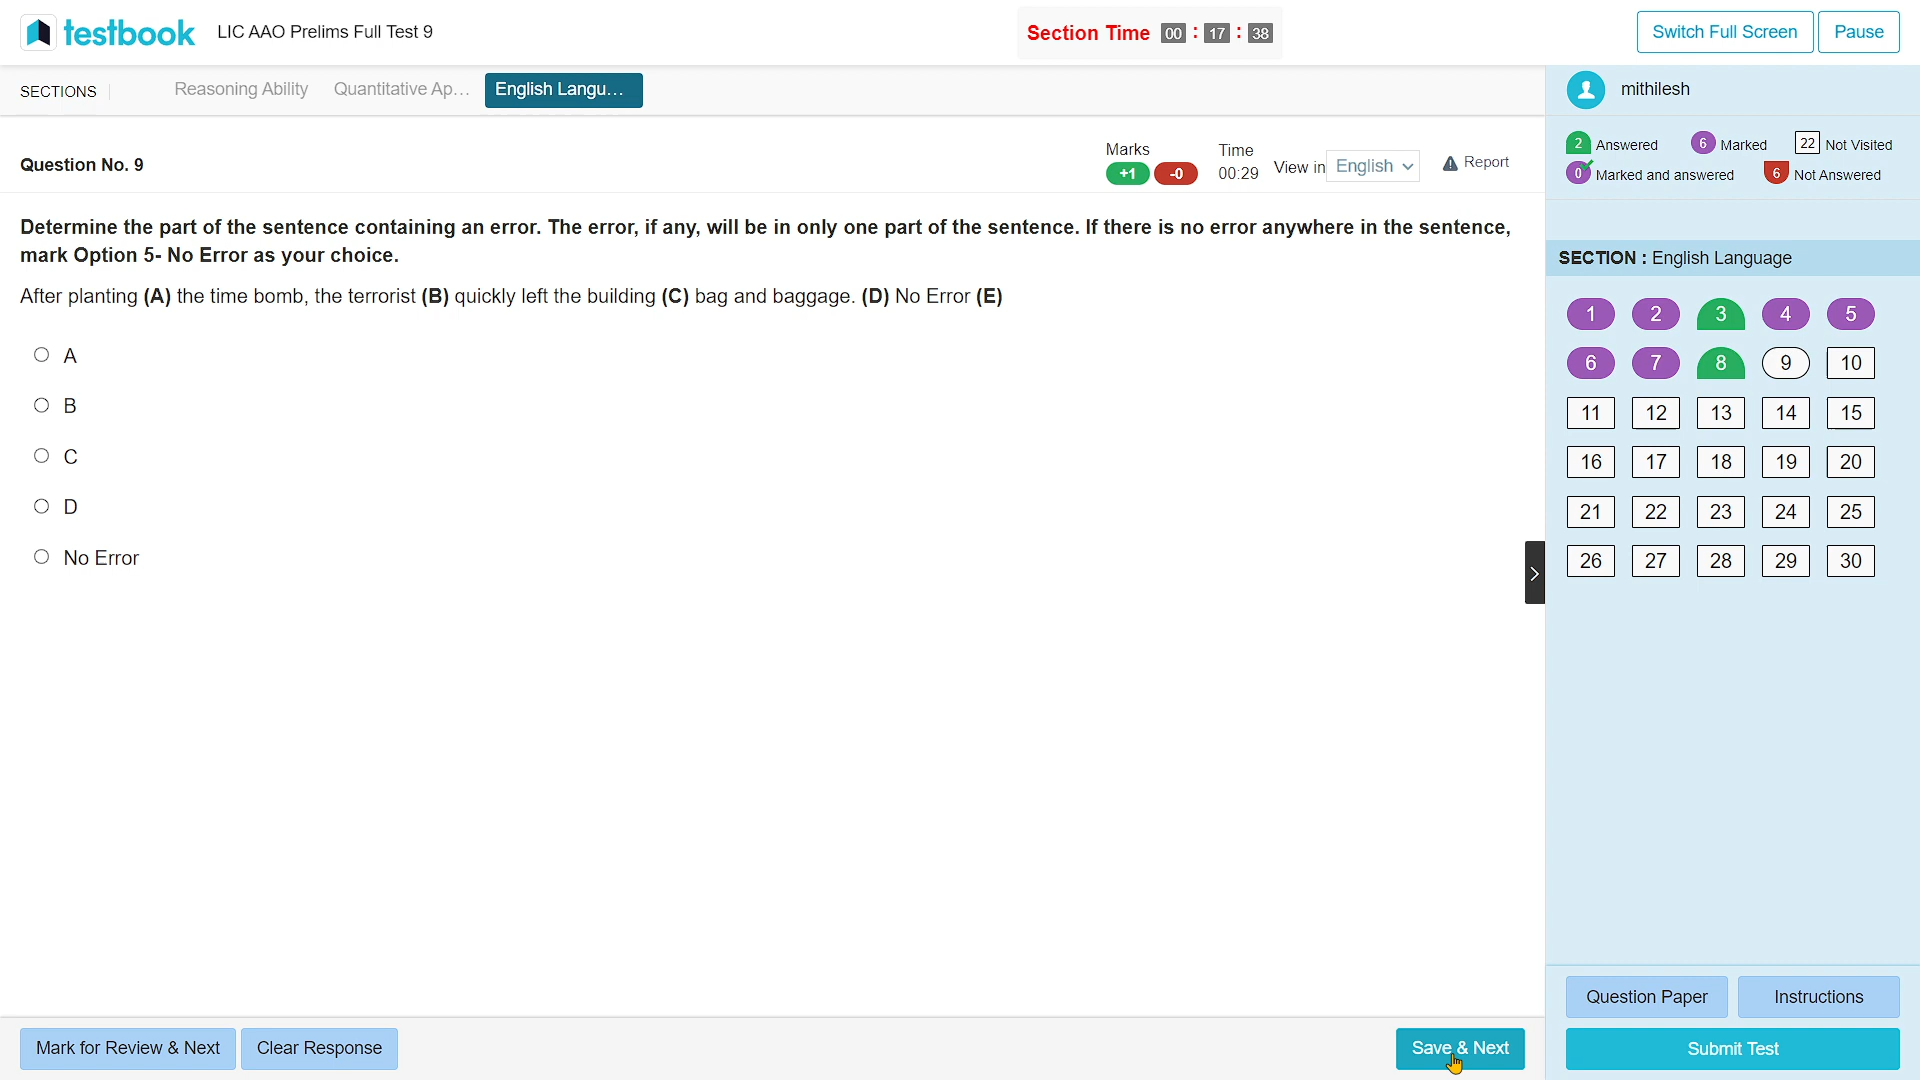 testbook LIC AAO Prelims Full Test 9 Section Time 00 : 17 : 38 Switch Full Screen Pause
SECTIONS Reasoning Ability Quantitative Ap... English Langu... mithilesh
2 Answered 6 Marked 22 Not Visited
0 Marked and answered 6 Not Answered
Question No. 9 Marks +1 -0 Time 00:29 View in English Report
Determine the part of the sentence containing an error. The error, if any, will be in only one part of the sentence. If there is no error anywhere in the sentence,
mark Option 5- No Error as your choice.
After planting (A) the time bomb, the terrorist (B) quickly left the building (C) bag and baggage. (D) No Error (E)
A
B
C
D
No Error
SECTION : English Language
1 2 3 4 5
6 7 8 9 10
11 12 13 14 15
16 17 18 19 20
21 22 23 24 25
26 27 28 29 30
Question Paper Instructions
Mark for Review & Next Clear Response Save & Next Submit Test